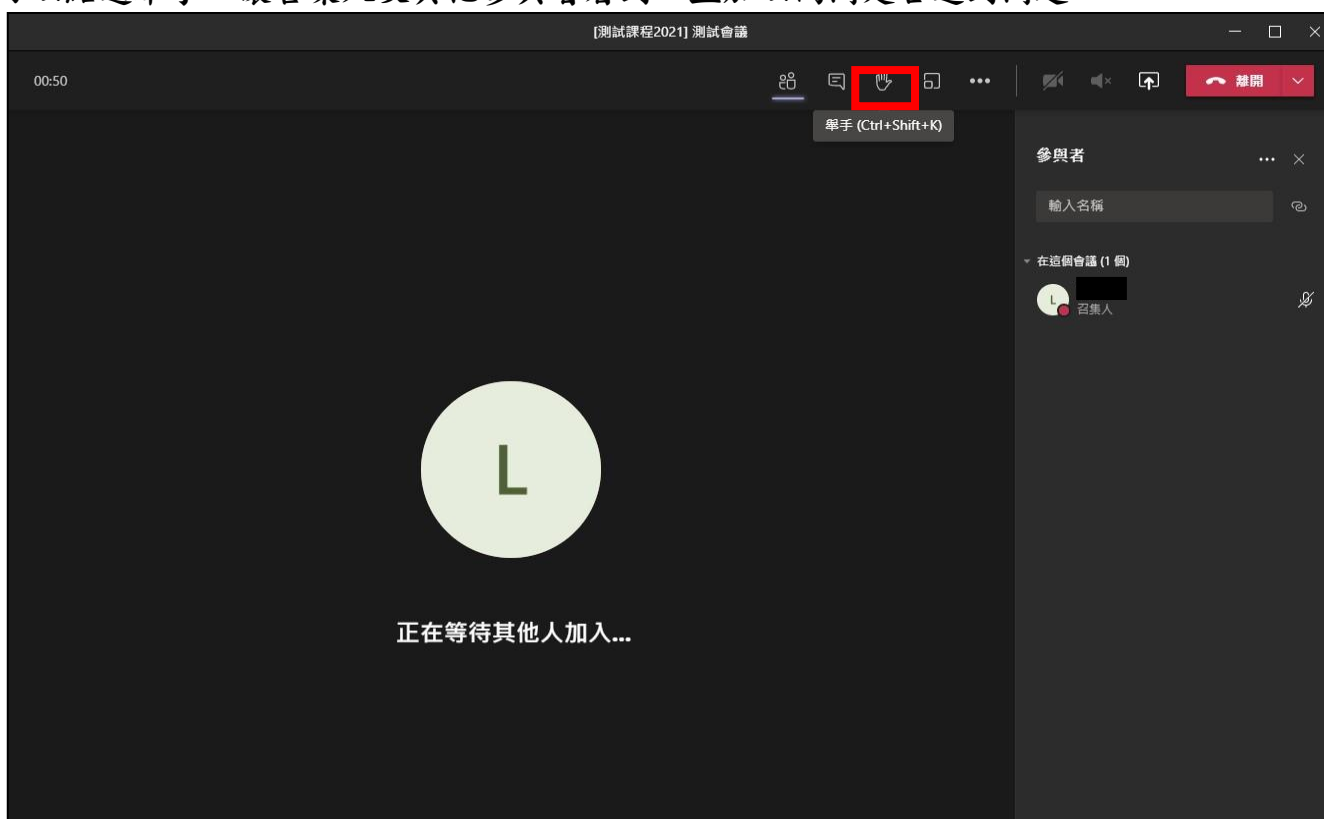 [測試課程2021] 測試會議
00:50
離開
舉手 (Ctrl+Shift+K)
參與者
輸入名稱
在這個會議 (1 個)
L
召集人
L
正在等待其他人加入...